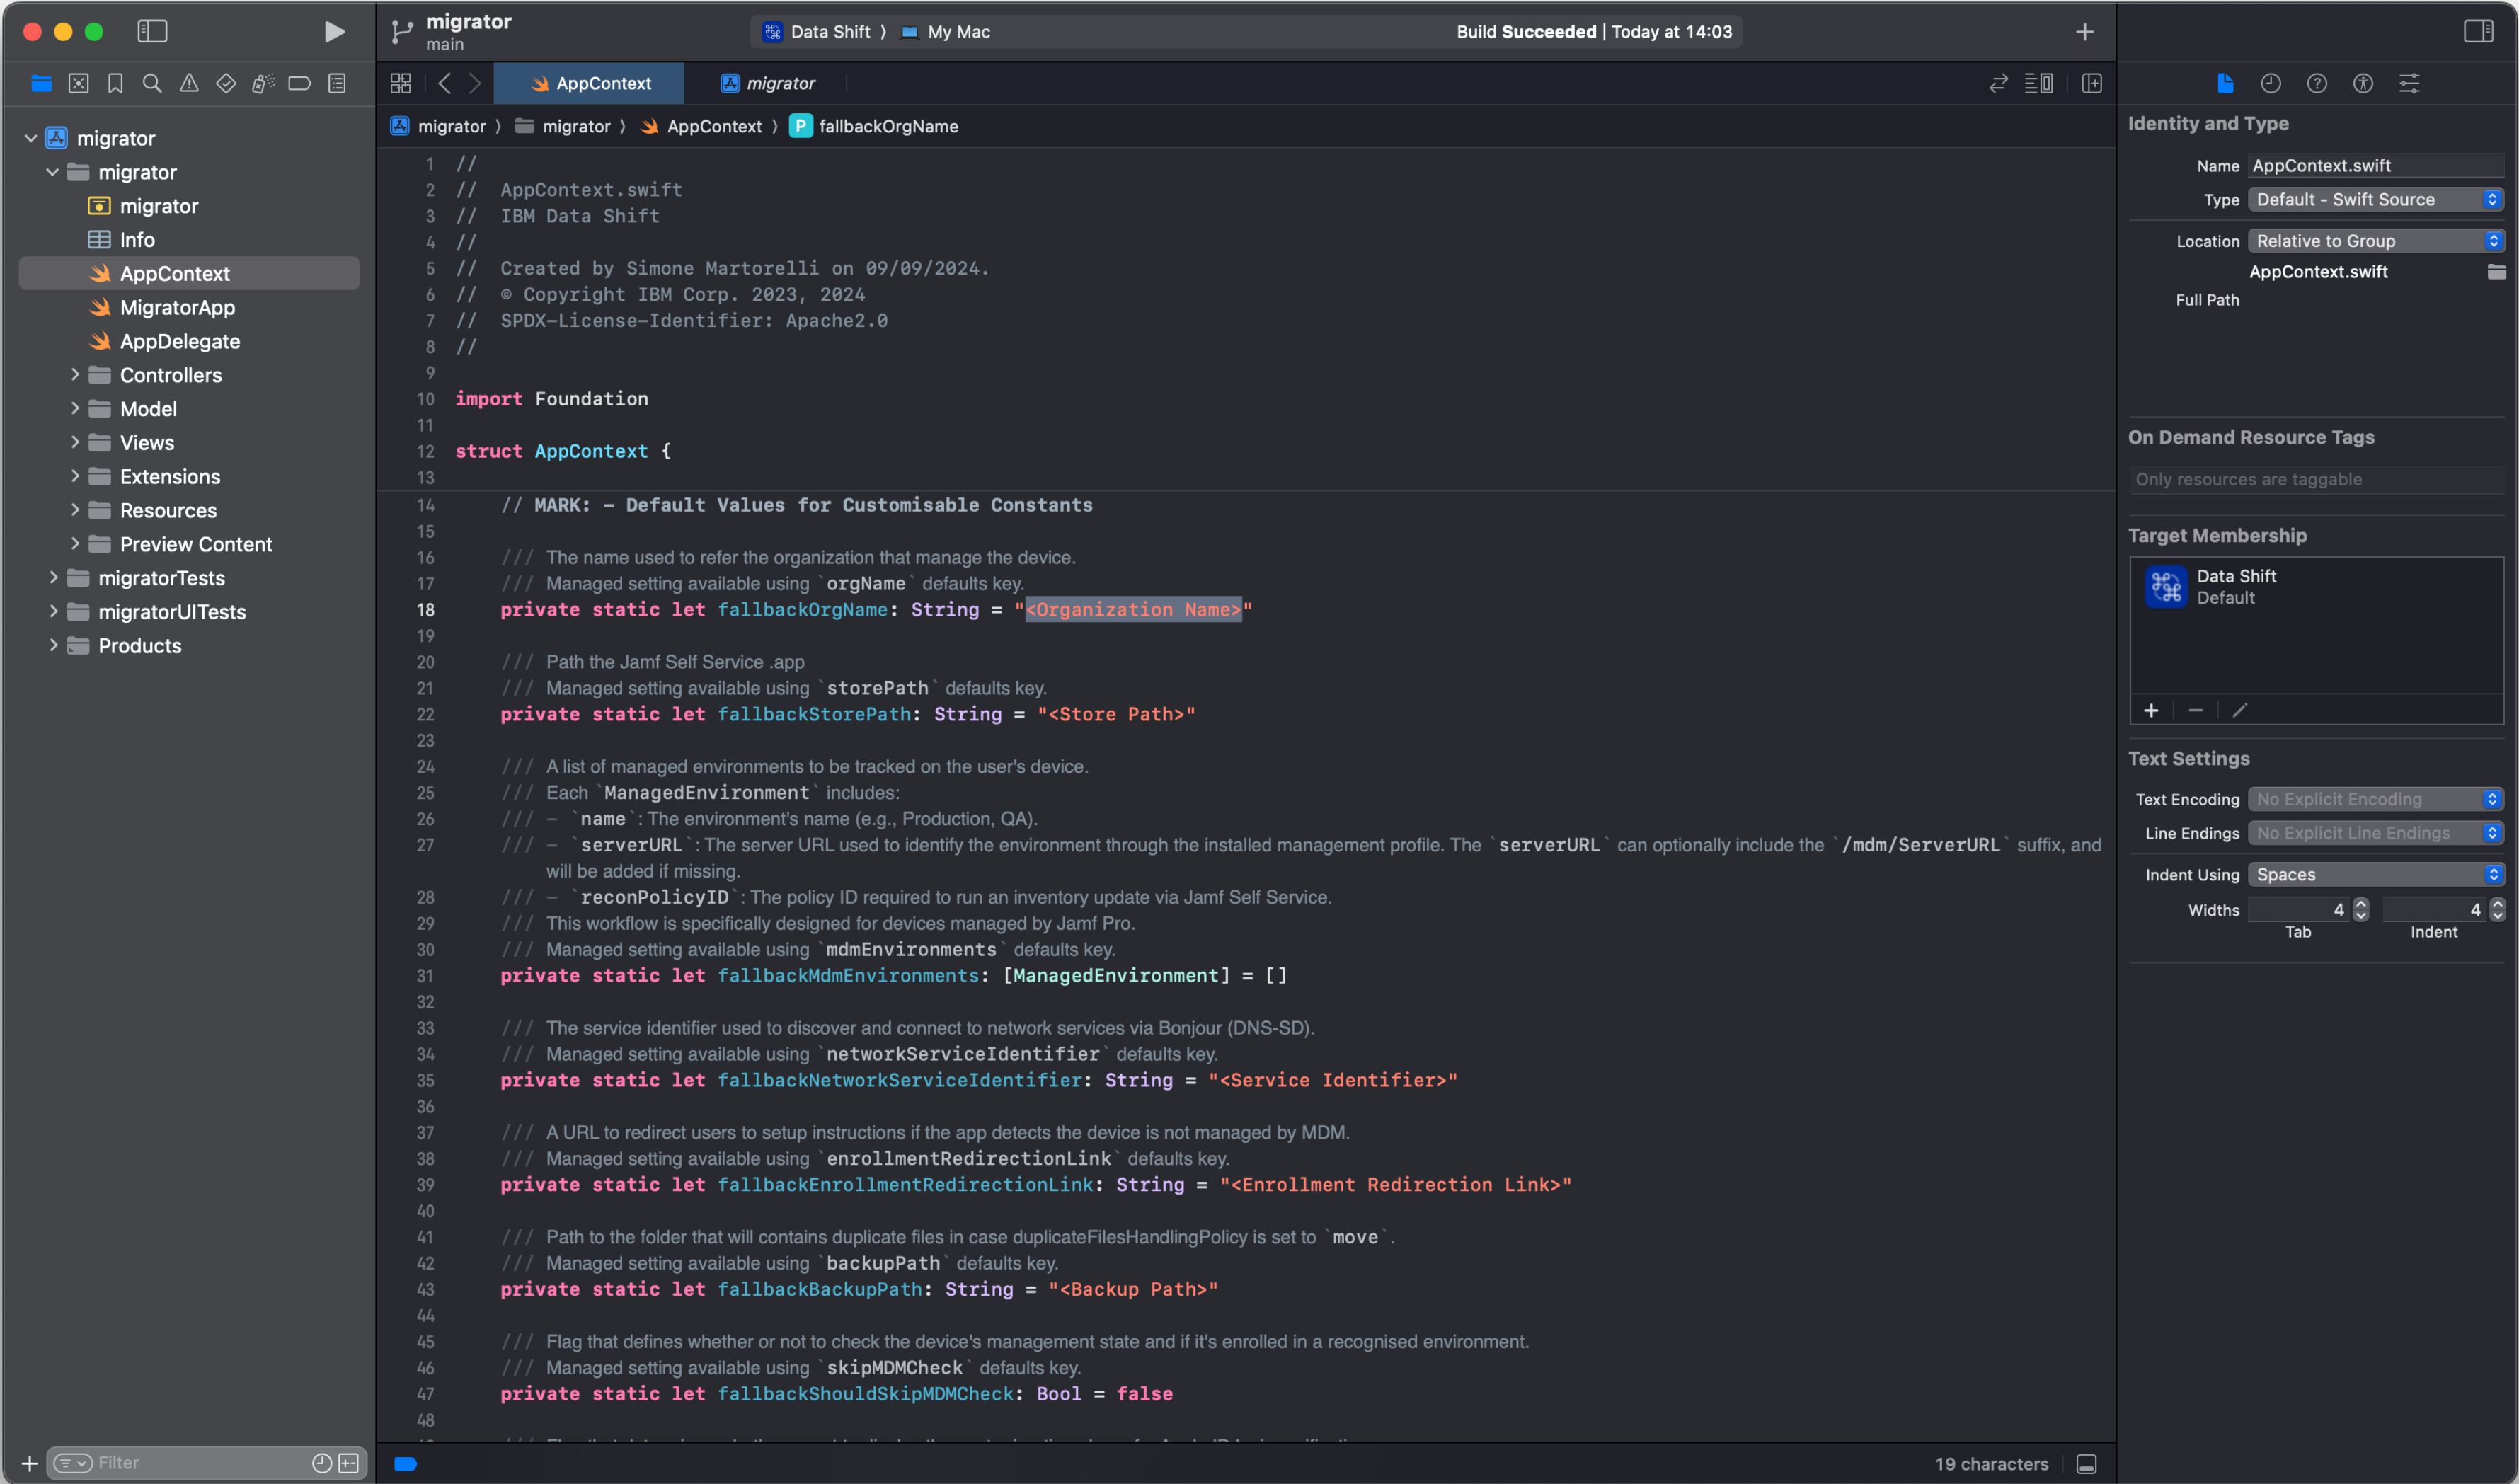 migrator
main
Data Shift ⟩ My Mac
Build Succeeded | Today at 14:03
AppContext
migrator
migrator ⟩ migrator ⟩ AppContext ⟩ P fallbackOrgName
migrator
migrator
migrator
Info
AppContext
MigratorApp
AppDelegate
Controllers
Model
Views
Extensions
Resources
Preview Content
migratorTests
migratorUITests
Products
Filter
1 //
2 //  AppContext.swift
3 //  IBM Data Shift
4 //
5 //  Created by Simone Martorelli on 09/09/2024.
6 //  © Copyright IBM Corp. 2023, 2024
7 //  SPDX-License-Identifier: Apache2.0
8 //
9
10 import Foundation
11
12 struct AppContext {
13
14     // MARK: - Default Values for Customisable Constants
15
16     /// The name used to refer the organization that manage the device.
17     /// Managed setting available using `orgName` defaults key.
18     private static let fallbackOrgName: String = "<Organization Name>"
19
20     /// Path the Jamf Self Service .app
21     /// Managed setting available using `storePath` defaults key.
22     private static let fallbackStorePath: String = "<Store Path>"
23
24     /// A list of managed environments to be tracked on the user's device.
25     /// Each `ManagedEnvironment` includes:
26     /// - `name`: The environment's name (e.g., Production, QA).
27     /// - `serverURL`: The server URL used to identify the environment through the installed management profile. The `serverURL` can optionally include the `/mdm/ServerURL` suffix, and
will be added if missing.
28     /// - `reconPolicyID`: The policy ID required to run an inventory update via Jamf Self Service.
29     /// This workflow is specifically designed for devices managed by Jamf Pro.
30     /// Managed setting available using `mdmEnvironments` defaults key.
31     private static let fallbackMdmEnvironments: [ManagedEnvironment] = []
32
33     /// The service identifier used to discover and connect to network services via Bonjour (DNS-SD).
34     /// Managed setting available using `networkServiceIdentifier` defaults key.
35     private static let fallbackNetworkServiceIdentifier: String = "<Service Identifier>"
36
37     /// A URL to redirect users to setup instructions if the app detects the device is not managed by MDM.
38     /// Managed setting available using `enrollmentRedirectionLink` defaults key.
39     private static let fallbackEnrollmentRedirectionLink: String = "<Enrollment Redirection Link>"
40
41     /// Path to the folder that will contains duplicate files in case duplicateFilesHandlingPolicy is set to `move`.
42     /// Managed setting available using `backupPath` defaults key.
43     private static let fallbackBackupPath: String = "<Backup Path>"
44
45     /// Flag that defines whether or not to check the device's management state and if it's enrolled in a recognised environment.
46     /// Managed setting available using `skipMDMCheck` defaults key.
47     private static let fallbackShouldSkipMDMCheck: Bool = false
48
19 characters
Identity and Type
Name AppContext.swift
Type Default - Swift Source
Location Relative to Group
AppContext.swift
Full Path
On Demand Resource Tags
Only resources are taggable
Target Membership
Data Shift
Default
Text Settings
Text Encoding No Explicit Encoding
Line Endings No Explicit Line Endings
Indent Using Spaces
Widths 4 4
Tab Indent